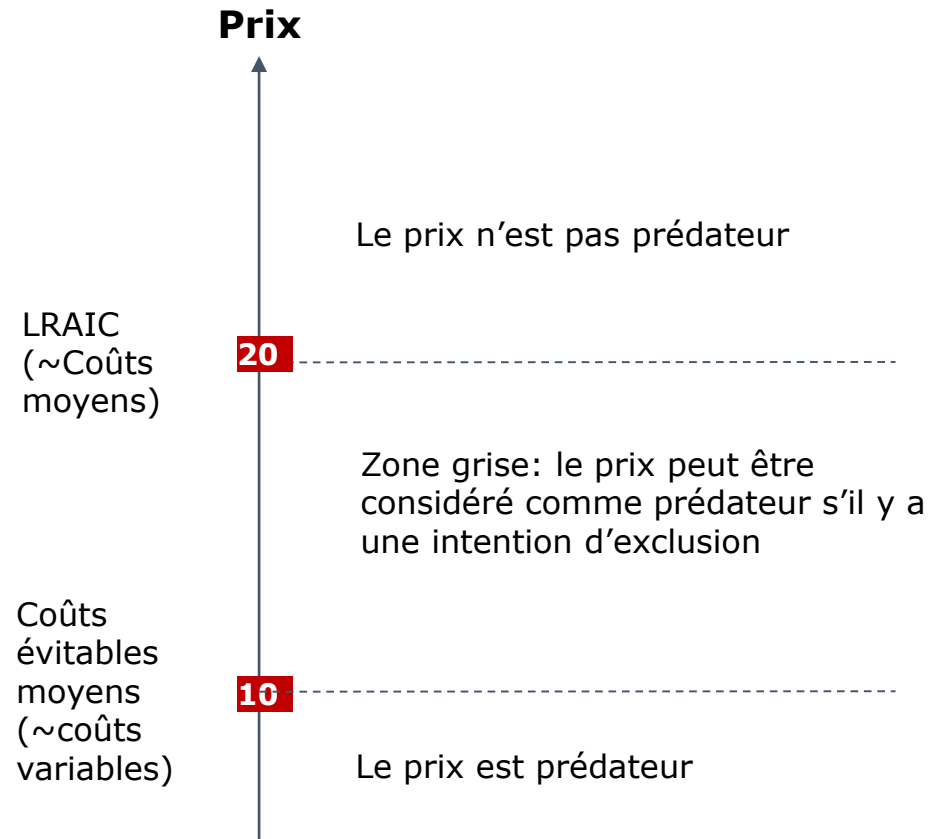 Prix
Le prix n’est pas prédateur
LRAIC
(~Coûts
moyens)
20
Zone grise: le prix peut être
considéré comme prédateur s’il y a
une intention d’exclusion
Coûts
évitables
moyens
(~coûts
variables)
10
Le prix est prédateur